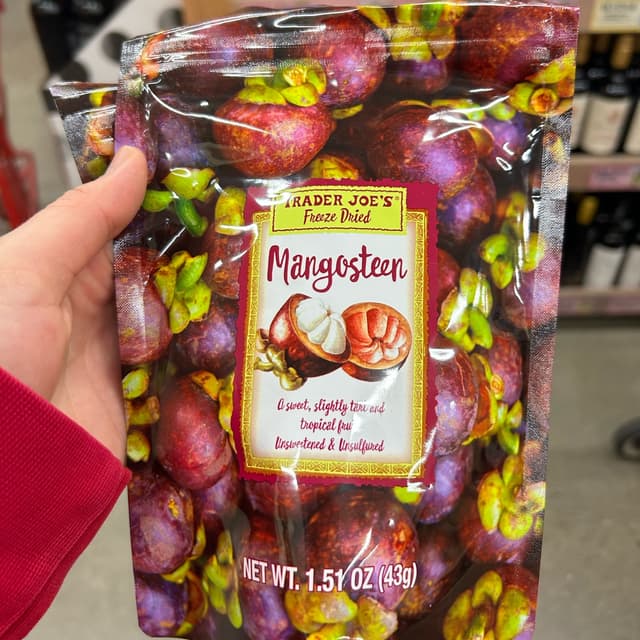 TRADER JOE'S®
Freeze Dried
Mangosteen
A sweet, slightly tart and
tropical fruit
Unsweetened & Unsulfured
NET WT. 1.51 OZ (43g)